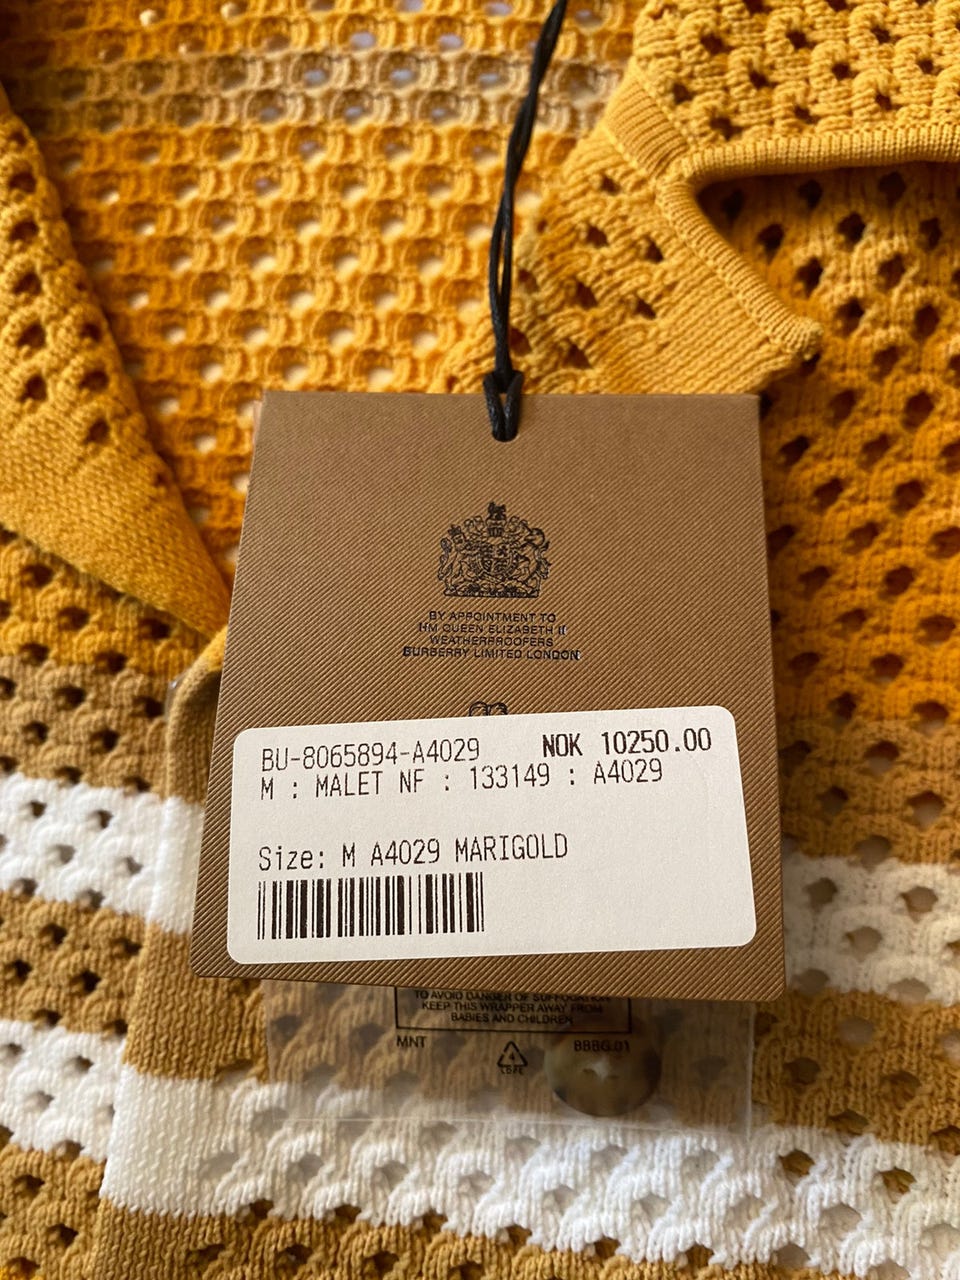 BY APPOINTMENT TO
HM QUEEN ELIZABETH II
WEATHERPROOFERS
BURBERRY LIMITED LONDON
BU-8065894-A4029 NOK 10250.00
M : MALET NF : 133149 : A4029
Size: M A4029 MARIGOLD
TO AVOID DANGER OF SUFFOCATION
KEEP THIS WRAPPER AWAY FROM
BABIES AND CHILDREN
MNT BBBG.01
4
LDPE